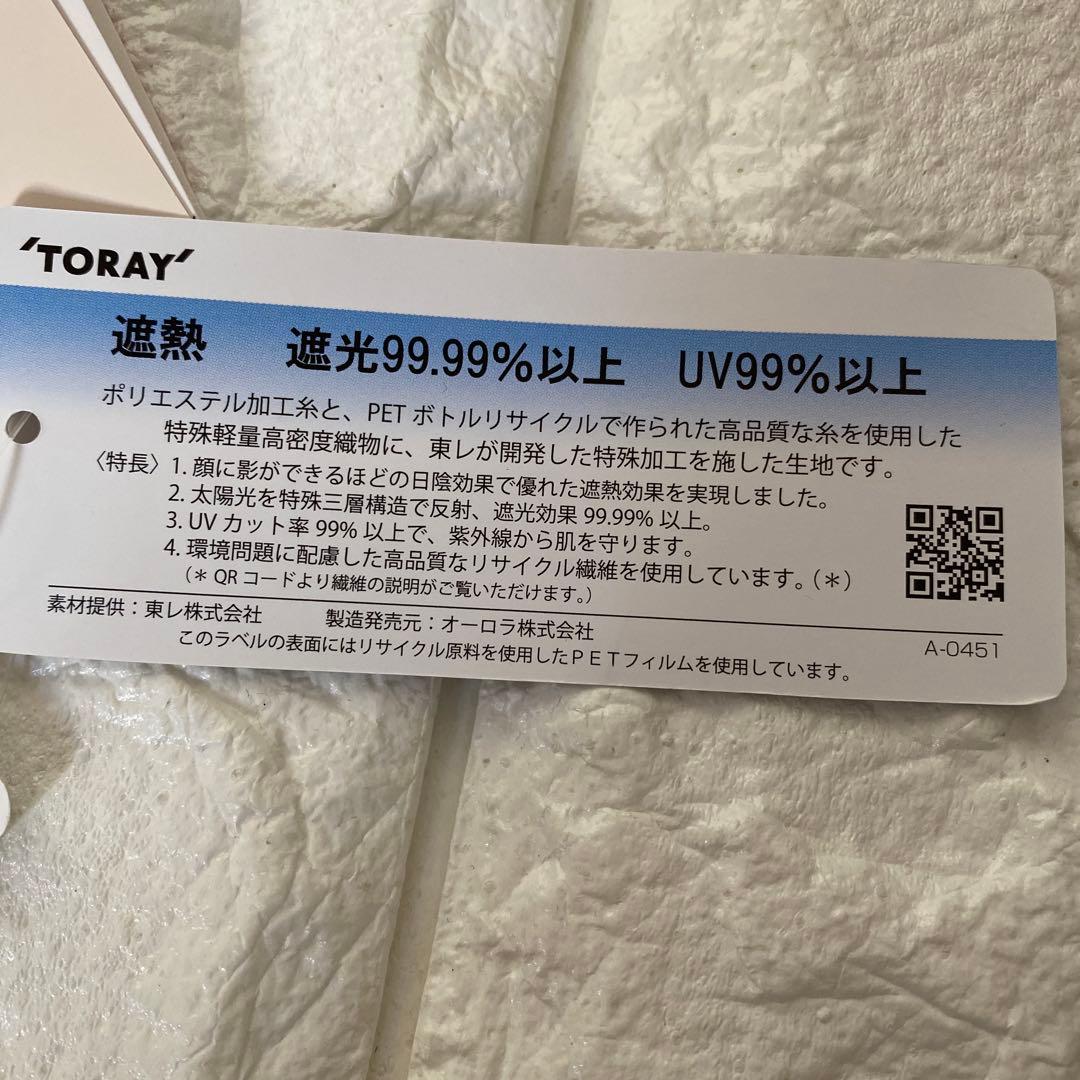 'TORAY'
遮熱 遮光99.99%以上 UV99%以上
ポリエステル加工糸と、PETボトルリサイクルで作られた高品質な糸を使用した
特殊軽量高密度織物に、東レが開発した特殊加工を施した生地です。
〈特長〉1. 顔に影ができるほどの日陰効果で優れた遮熱効果を実現しました。
2. 太陽光を特殊三層構造で反射、遮光効果 99.99% 以上。
3. UV カット率 99% 以上で、紫外線から肌を守ります。
4. 環境問題に配慮した高品質なリサイクル繊維を使用しています。(＊)
(＊ QRコードより繊維の説明がご覧いただけます。)
素材提供：東レ株式会社 製造発売元：オーロラ株式会社
このラベルの表面にはリサイクル原料を使用したＰＥＴフィルムを使用しています。
A-0451